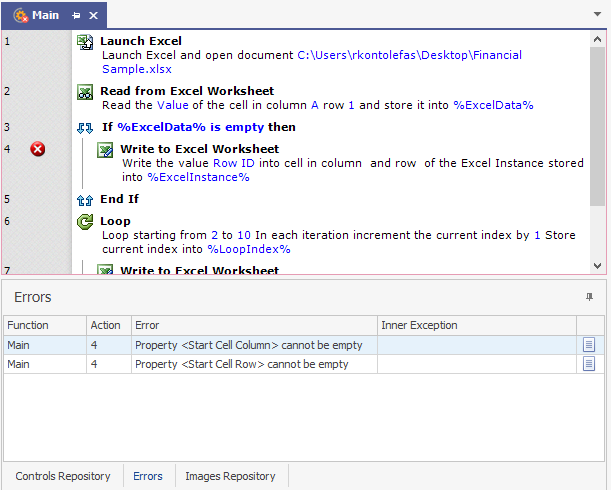 Main
1 Launch Excel
Launch Excel and open document C:\Users\rkontolefas\Desktop\Financial
Sample.xlsx
2 Read from Excel Worksheet
Read the Value of the cell in column A row 1 and store it into %ExcelData%
3 If %ExcelData% is empty then
4 Write to Excel Worksheet
Write the value Row ID into cell in column and row of the Excel Instance stored
into %ExcelInstance%
5 End If
6 Loop
Loop starting from 2 to 10 In each iteration increment the current index by 1 Store
current index into %LoopIndex%
7 Write to Excel Worksheet
Errors
Function Action Error Inner Exception
Main 4 Property <Start Cell Column> cannot be empty
Main 4 Property <Start Cell Row> cannot be empty
Controls Repository Errors Images Repository